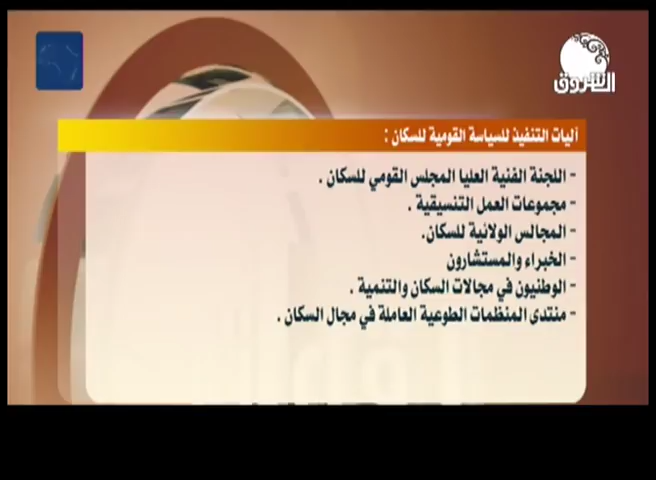 الشروق
أليات التنفيذ للسياسة القومية للسكان :
- اللجنة الفنية العليا المجلس القومي للسكان .
- مجموعات العمل التنسيقية .
- المجالس الولائية للسكان.
- الخبراء والمستشارون
- الوطنيون في مجالات السكان والتنمية .
- منتدى المنظمات الطوعية العاملة في مجال السكان .